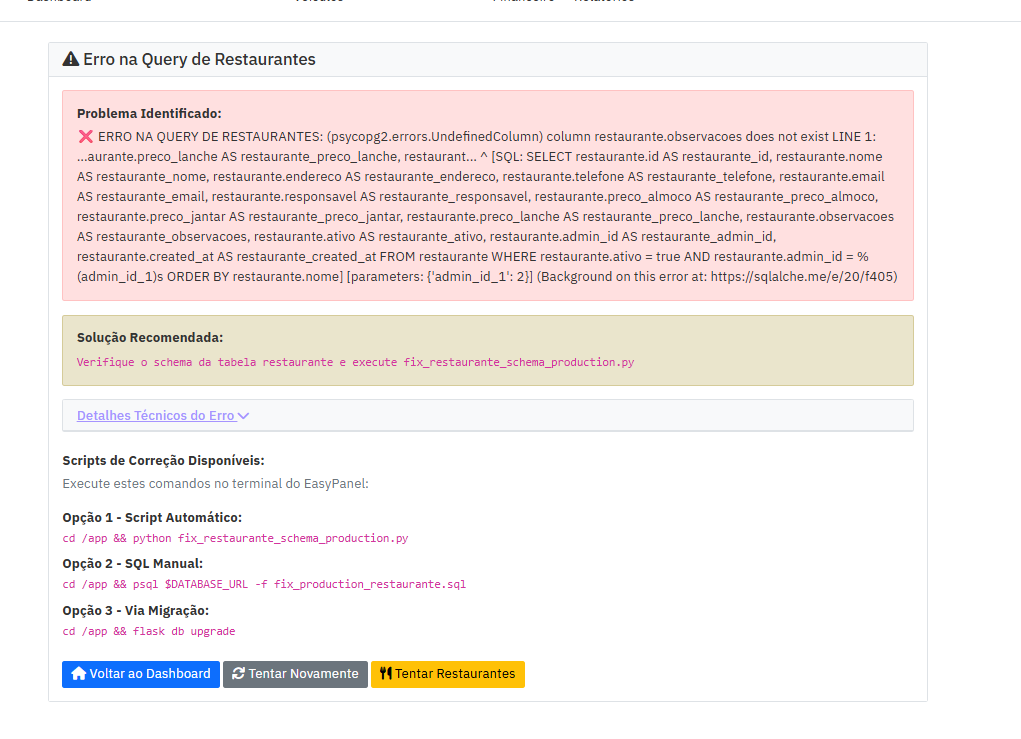 Dashboard Veículos Financeiro Relatórios
Erro na Query de Restaurantes
Problema Identificado:
❌ ERRO NA QUERY DE RESTAURANTES: (psycopg2.errors.UndefinedColumn) column restaurante.observacoes does not exist LINE 1:
...aurante.preco_lanche AS restaurante_preco_lanche, restaurant... ^ [SQL: SELECT restaurante.id AS restaurante_id, restaurante.nome
AS restaurante_nome, restaurante.endereco AS restaurante_endereco, restaurante.telefone AS restaurante_telefone, restaurante.email
AS restaurante_email, restaurante.responsavel AS restaurante_responsavel, restaurante.preco_almoco AS restaurante_preco_almoco,
restaurante.preco_jantar AS restaurante_preco_jantar, restaurante.preco_lanche AS restaurante_preco_lanche, restaurante.observacoes
AS restaurante_observacoes, restaurante.ativo AS restaurante_ativo, restaurante.admin_id AS restaurante_admin_id,
restaurante.created_at AS restaurante_created_at FROM restaurante WHERE restaurante.ativo = true AND restaurante.admin_id = %
(admin_id_1)s ORDER BY restaurante.nome] [parameters: {'admin_id_1': 2}] (Background on this error at: https://sqlalche.me/e/20/f405)
Solução Recomendada:
Verifique o schema da tabela restaurante e execute fix_restaurante_schema_production.py
Detalhes Técnicos do Erro
Scripts de Correção Disponíveis:
Execute estes comandos no terminal do EasyPanel:
Opção 1 - Script Automático:
cd /app && python fix_restaurante_schema_production.py
Opção 2 - SQL Manual:
cd /app && psql $DATABASE_URL -f fix_production_restaurante.sql
Opção 3 - Via Migração:
cd /app && flask db upgrade
Voltar ao Dashboard Tentar Novamente Tentar Restaurantes